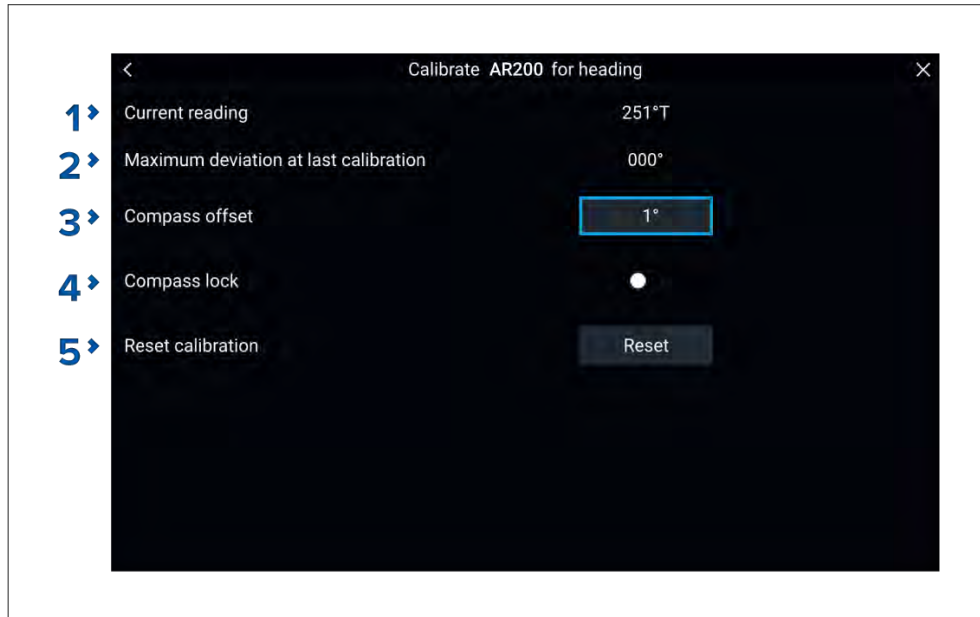 Calibrate AR200 for heading
1 Current reading 251°T
2 Maximum deviation at last calibration 000°
3 Compass offset 1°
4 Compass lock
5 Reset calibration Reset